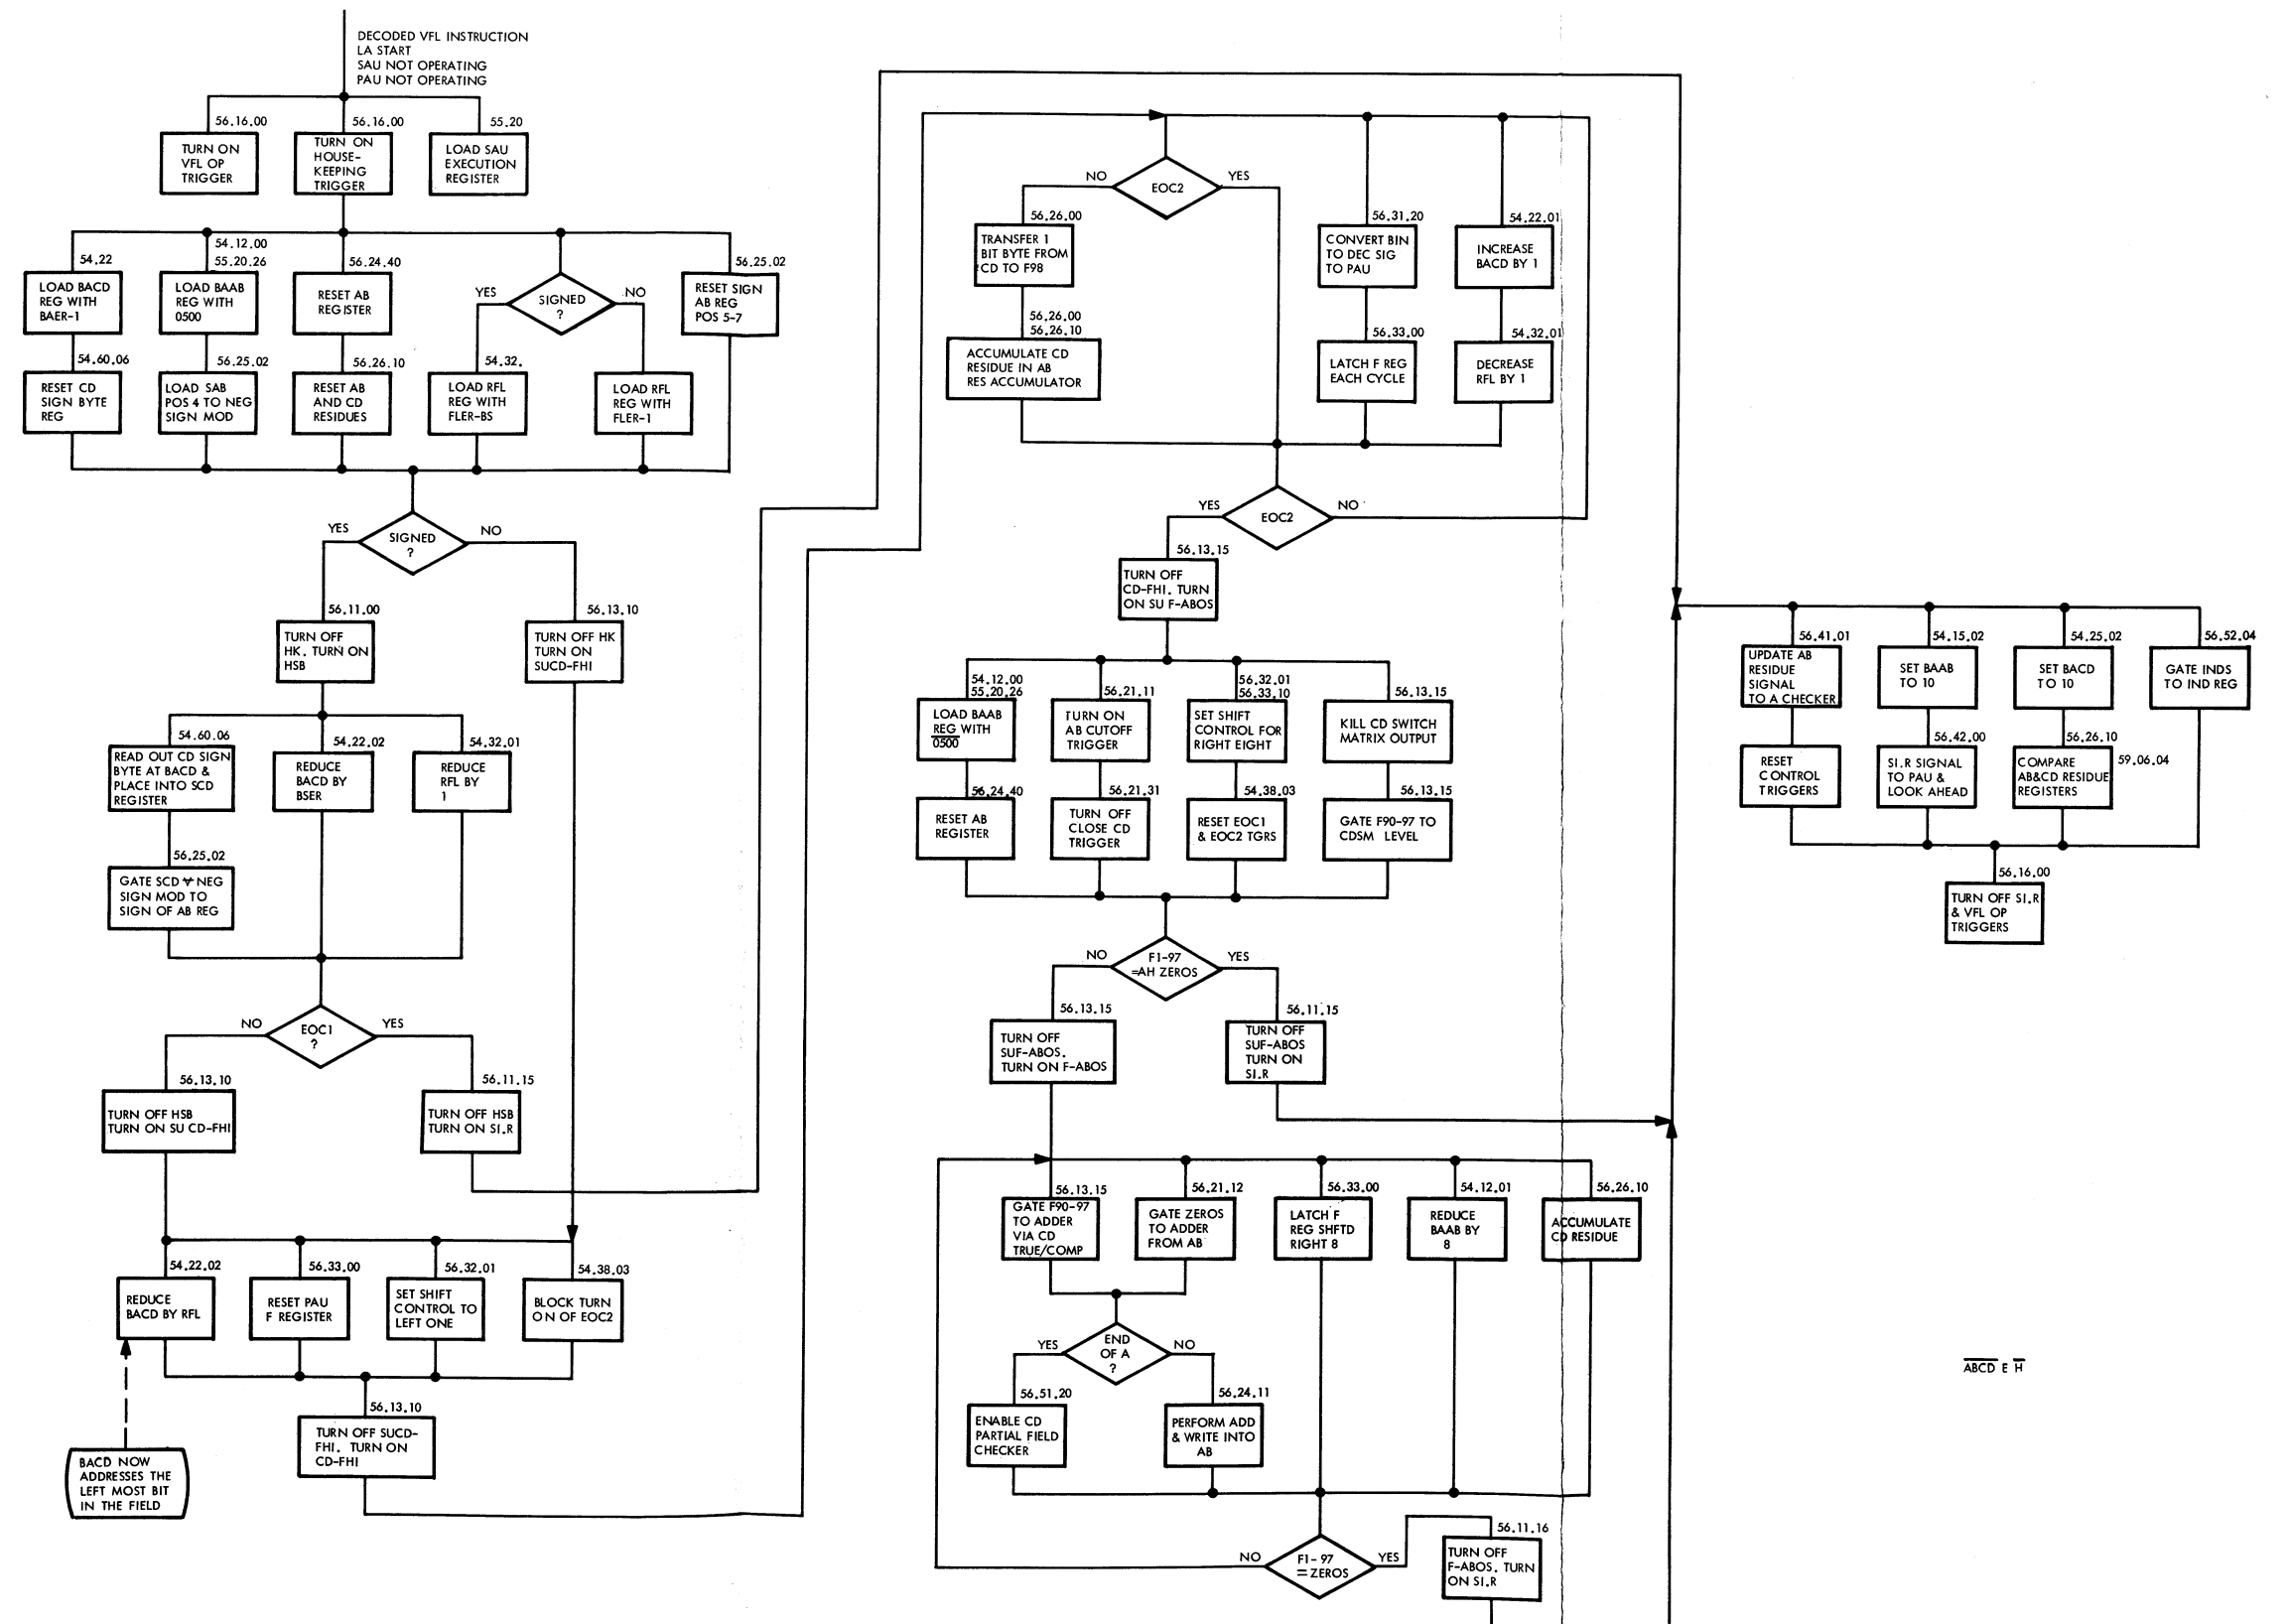 DECODED VFL INSTRUCTION
LA START
SAU NOT OPERATING
PAU NOT OPERATING
56.16.00
TURN ON
VFL OP
TRIGGER
56.16.00
TURN ON
HOUSE-
KEEPING
TRIGGER
55.20
LOAD SAU
EXECUTION
REGISTER
54.22
LOAD BACD
REG WITH
BAER-1
54.12.00
55.20.26
LOAD BAAB
REG WITH
0500
56.24.40
RESET AB
REGISTER
YES
SIGNED
?
NO
56.25.02
RESET SIGN
AB REG
POS 5-7
54.60.06
RESET CD
SIGN BYTE
REG
56.25.02
LOAD SAB
POS 4 TO NEG
SIGN MOD
56.26.10
RESET AB
AND CD
RESIDUES
54.32.
LOAD RFL
REG WITH
FLER-BS
LOAD RFL
REG WITH
FLER-1
YES
SIGNED
?
NO
56.11.00
TURN OFF
HK. TURN ON
HSB
56.13.10
TURN OFF HK
TURN ON
SUCD-FHI
54.60.06
READ OUT CD SIGN
BYTE AT BACD &
PLACE INTO SCD
REGISTER
54.22.02
REDUCE
BACD BY
BSER
54.32.01
REDUCE
RFL BY
1
56.25.02
GATE SCD ∀ NEG
SIGN MOD TO
SIGN OF AB REG
NO
EOC1
?
YES
56.13.10
TURN OFF HSB
TURN ON SU CD-FHI
56.11.15
TURN OFF HSB
TURN ON SI.R
54.22.02
REDUCE
BACD BY RFL
56.33.00
RESET PAU
F REGISTER
56.32.01
SET SHIFT
CONTROL TO
LEFT ONE
54.38.03
BLOCK TURN
ON OF EOC2
56.13.10
TURN OFF SUCD-
FHI. TURN ON
CD-FHI
BACD NOW
ADDRESSES THE
LEFT MOST BIT
IN THE FIELD
NO
EOC2
YES
56.26.00
TRANSFER 1
BIT BYTE FROM
CD TO F98
56.31.20
CONVERT BIN
TO DEC SIG
TO PAU
54.22.01
INCREASE
BACD BY 1
56.26.00
56.26.10
ACCUMULATE CD
RESIDUE IN AB
RES ACCUMULATOR
56.33.00
LATCH F REG
EACH CYCLE
54.32.01
DECREASE
RFL BY 1
YES
EOC2
NO
56.13.15
TURN OFF
CD-FHI. TURN
ON SU F-ABOS
54.12.00
55.20.26
LOAD BAAB
REG WITH
0500
56.21.11
TURN ON
AB CUTOFF
TRIGGER
56.32.01
56.33.10
SET SHIFT
CONTROL FOR
RIGHT EIGHT
56.13.15
KILL CD SWITCH
MATRIX OUTPUT
56.24.40
RESET AB
REGISTER
56.21.31
TURN OFF
CLOSE CD
TRIGGER
54.38.03
RESET EOC1
& EOC2 TGRS
56.13.15
GATE F90-97 TO
CDSM LEVEL
NO
F1-97
=AH ZEROS
YES
56.13.15
TURN OFF
SUF-ABOS.
TURN ON F-ABOS
56.11.15
TURN OFF
SUF-ABOS
TURN ON
SI.R
56.13.15
GATE F90-97
TO ADDER
VIA CD
TRUE/COMP
56.21.12
GATE ZEROS
TO ADDER
FROM AB
56.33.00
LATCH F
REG SHFTD
RIGHT 8
54.12.01
REDUCE
BAAB BY
8
56.26.10
ACCUMULATE
CD RESIDUE
YES
END
OF A
?
NO
56.51.20
ENABLE CD
PARTIAL FIELD
CHECKER
56.24.11
PERFORM ADD
& WRITE INTO
AB
NO
F1-97
=ZEROS
YES
56.11.16
TURN OFF
F-ABOS. TURN
ON SI.R
56.41.01
UPDATE AB
RESIDUE
SIGNAL
TO A CHECKER
54.15.02
SET BAAB
TO 10
54.25.02
SET BACD
TO 10
56.52.04
GATE INDS
TO IND REG
RESET
CONTROL
TRIGGERS
56.42.00
SI.R SIGNAL
TO PAU &
LOOK AHEAD
56.26.10
COMPARE
AB&CD RESIDUE
REGISTERS
59.06.04
56.16.00
TURN OFF SI.R
& VFL OP
TRIGGERS
ABCD E H